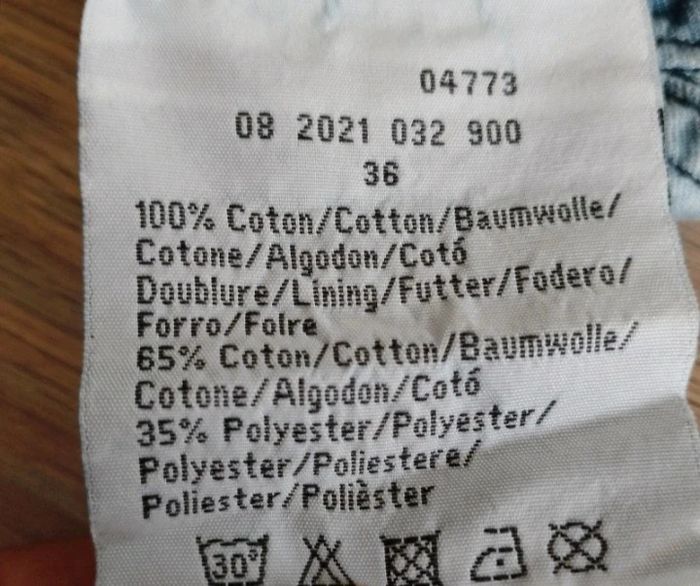 04773
08 2021 032 900
36
100% Coton/Cotton/Baumwolle/
Cotone/Algodon/Cotó
Doublure/Lining/Futter/Fodero/
Forro/Folre
65% Coton/Cotton/Baumwolle/
Cotone/Algodon/Cotó
35% Polyester/Polyester/
Polyester/Poliestere/
Poliester/Polièster
30°